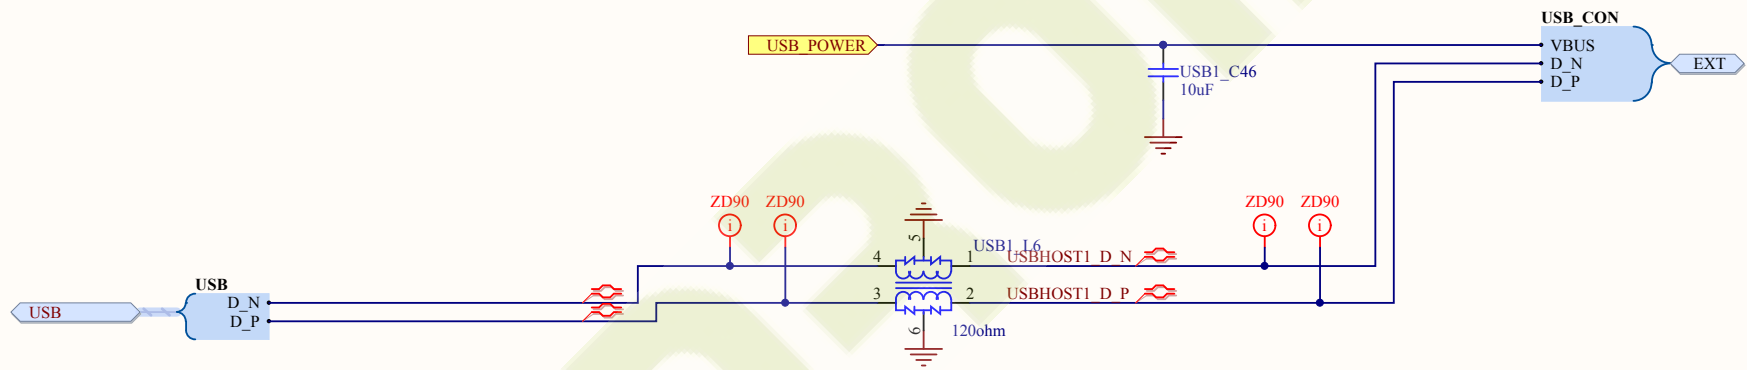 USB_CON
USB_POWER
VBUS
D_N
D_P
EXT
USB1_C46
10uF
ZD90
ZD90
ZD90
ZD90
i
i
i
i
5
USB1_L6
4
1
USBHOST1_D_N
USB
D_N
D_P
USB
3
2
USBHOST1_D_P
6
120ohm